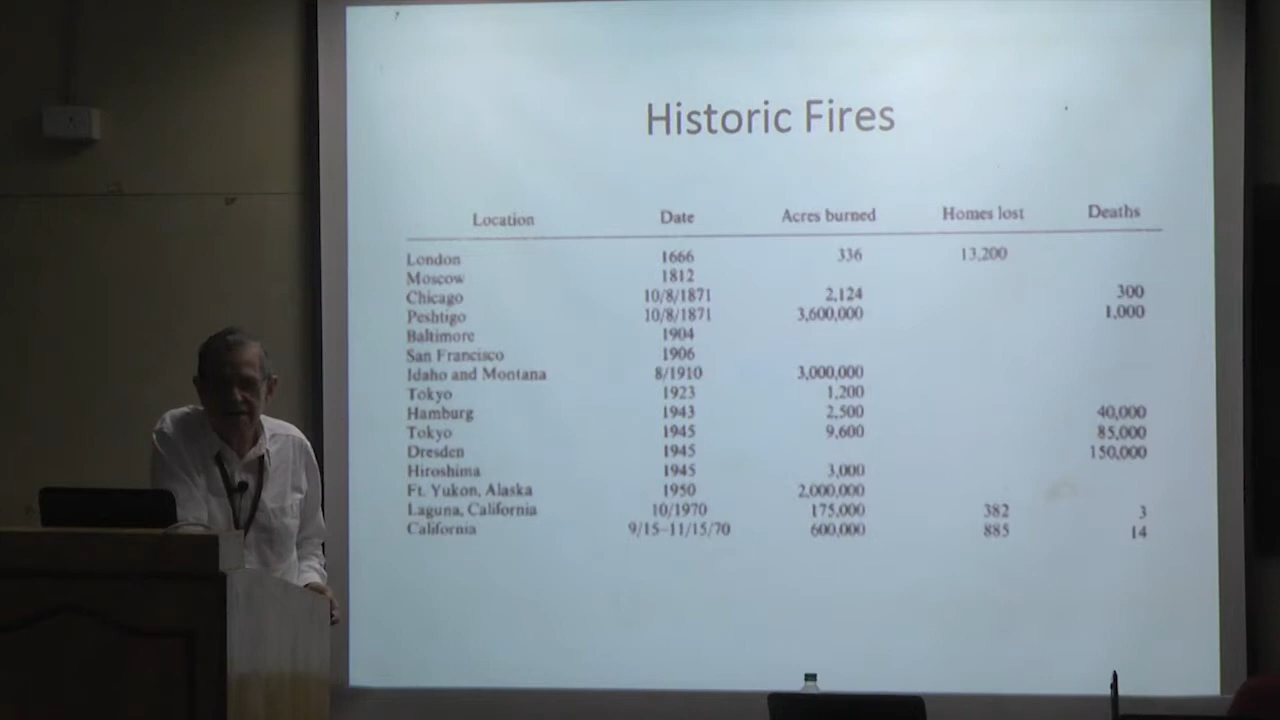 Historic Fires
Location Date Acres burned Homes lost Deaths
London 1666 336 13,200
Moscow 1812
Chicago 10/8/1871 2,124 300
Peshtigo 10/8/1871 3,600,000 1,000
Baltimore 1904
San Francisco 1906
Idaho and Montana 8/1910 3,000,000
Tokyo 1923 1,200
Hamburg 1943 2,500 40,000
Tokyo 1945 9,600 85,000
Dresden 1945 150,000
Hiroshima 1945 3,000
Ft. Yukon, Alaska 1950 2,000,000
Laguna, California 10/1970 175,000 382 3
California 9/15–11/15/70 600,000 885 14